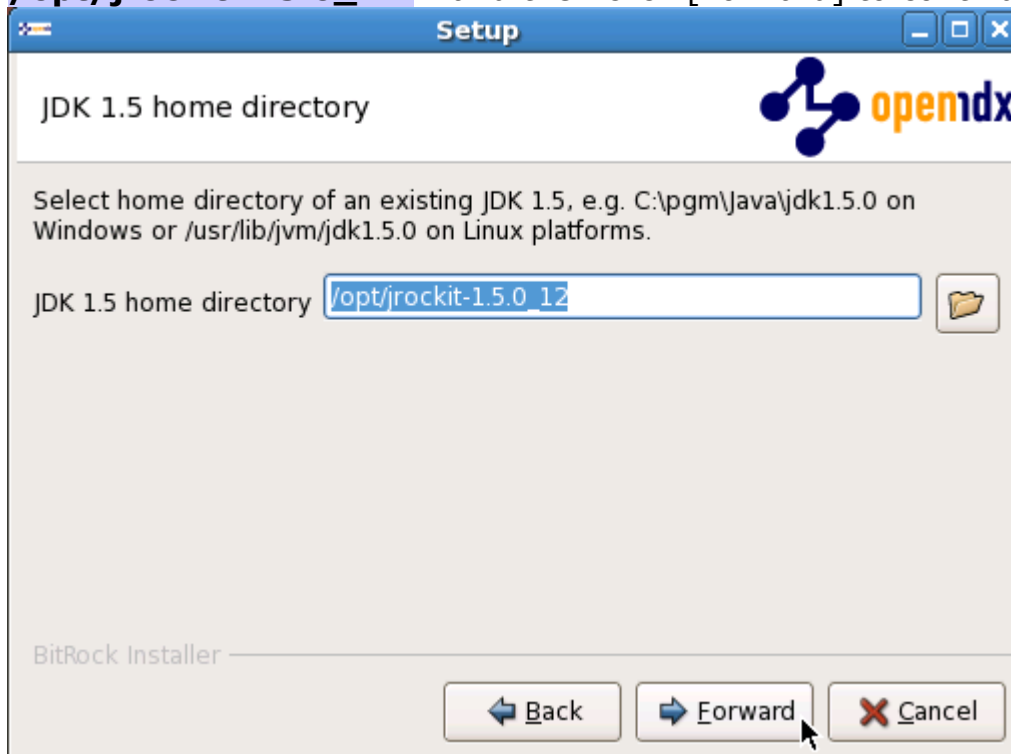 Setup
JDK 1.5 home directory
openmdx
Select home directory of an existing JDK 1.5, e.g. C:\pgm\Java\jdk1.5.0 on
Windows or /usr/lib/jvm/jdk1.5.0 on Linux platforms.
JDK 1.5 home directory /opt/jrockit-1.5.0_12
BitRock Installer
Back Forward Cancel